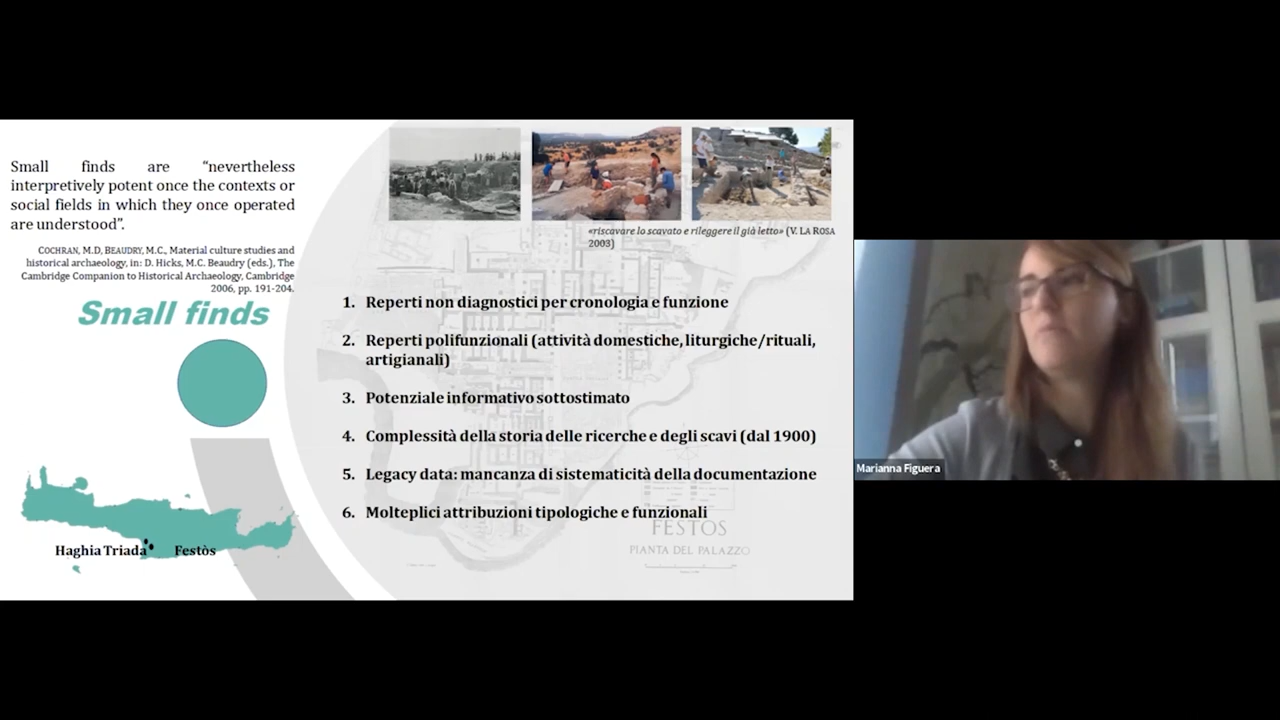 Small finds are “nevertheless
interpretively potent once the contexts or
social fields in which they once operated
are understood”.
COCHRAN, M.D, BEAUDRY, M.C., Material culture studies and
historical archaeology, in: D. Hicks, M.C. Beaudry (eds.), The
Cambridge Companion to Historical Archaeology, Cambridge
2006, pp. 191-204.
Small finds
Haghia Triada
Festòs
«riscavare lo scavato e rileggere il già letto» (V. LA ROSA
2003)
1. Reperti non diagnostici per cronologia e funzione
2. Reperti polifunzionali (attività domestiche, liturgiche/rituali,
artigianali)
3. Potenziale informativo sottostimato
4. Complessità della storia delle ricerche e degli scavi (dal 1900)
5. Legacy data: mancanza di sistematicità della documentazione
6. Molteplici attribuzioni tipologiche e funzionali
FESTOS
PIANTA DEL PALAZZO
Marianna Figuera